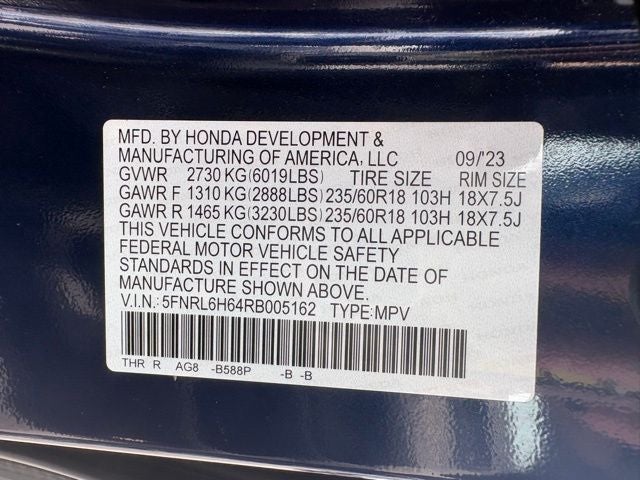 MFD. BY HONDA DEVELOPMENT &
MANUFACTURING OF AMERICA, LLC 09/'23
GVWR 2730 KG(6019LBS) TIRE SIZE RIM SIZE
GAWR F 1310 KG(2888LBS) 235/60R18 103H 18X7.5J
GAWR R 1465 KG(3230LBS) 235/60R18 103H 18X7.5J
THIS VEHICLE CONFORMS TO ALL APPLICABLE
FEDERAL MOTOR VEHICLE SAFETY
STANDARDS IN EFFECT ON THE DATE OF
MANUFACTURE SHOWN ABOVE.
V.I.N.: 5FNRL6H64RB005162 TYPE:MPV
THR R AG8 -B588P -B -B